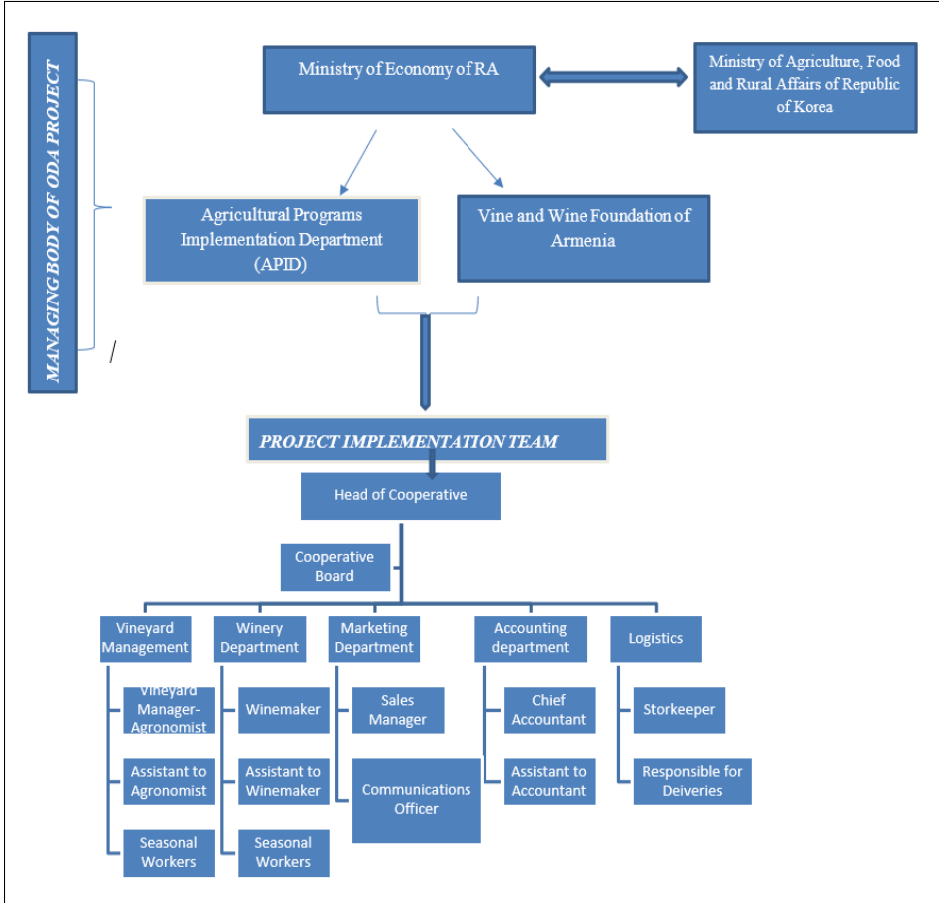 MANAGING BODY OF ODA PROJECT
Ministry of Economy of RA
Ministry of Agriculture, Food
and Rural Affairs of Republic
of Korea
Agricultural Programs
Implementation Department
(APID)
Vine and Wine Foundation of
Armenia
/
PROJECT IMPLEMENTATION TEAM
Head of Cooperative
Cooperative
Board
Vineyard
Management
Winery
Department
Marketing
Department
Accounting
department
Logistics
Vineyard
Manager-
Agronomist
Winemaker
Sales
Manager
Chief
Accountant
Storkeeper
Assistant to
Agronomist
Assistant to
Winemaker
Communications
Officer
Assistant to
Accountant
Responsible for
Deiveries
Seasonal
Workers
Seasonal
Workers